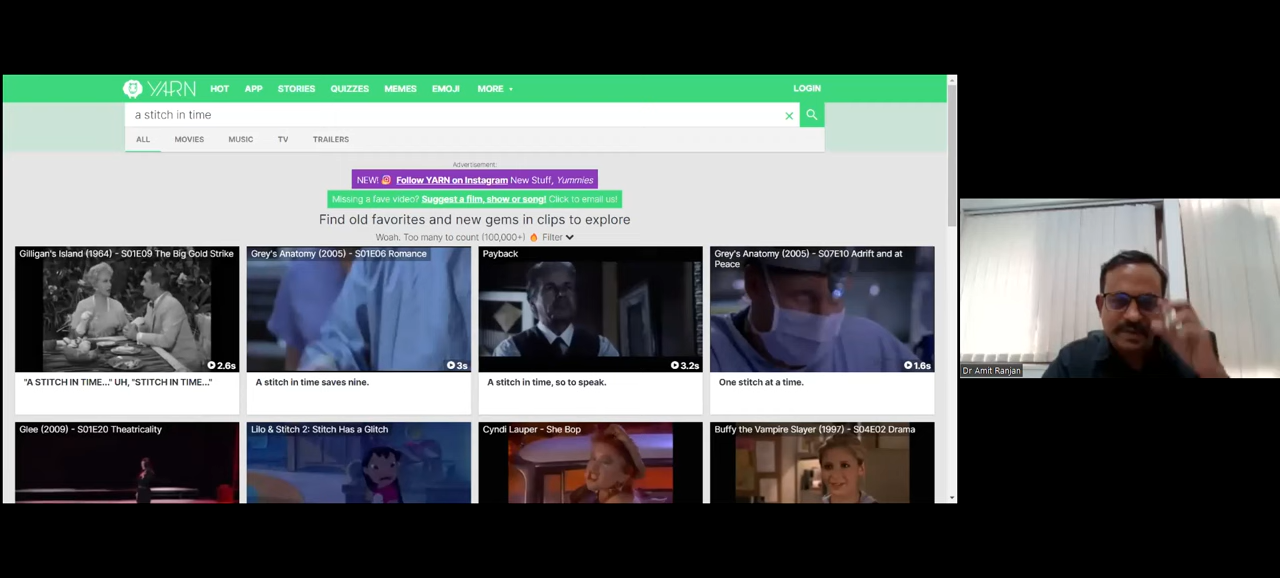 YARN HOT APP STORIES QUIZZES MEMES EMOJI MORE LOGIN
a stitch in time
ALL MOVIES MUSIC TV TRAILERS
Advertisement:
NEW! Follow YARN on Instagram New Stuff, Yummies
Missing a fave video? Suggest a film, show or song! Click to email us!
Find old favorites and new gems in clips to explore
Woah. Too many to count (100,000+) 🔥 Filter
Gilligan's Island (1964) - S01E09 The Big Gold Strike
2.6s
"A STITCH IN TIME..." UH, "STITCH IN TIME..."
Grey's Anatomy (2005) - S01E06 Romance
3s
A stitch in time saves nine.
Payback
3.2s
A stitch in time, so to speak.
Grey's Anatomy (2005) - S07E10 Adrift and at
Peace
1.6s
One stitch at a time.
Glee (2009) - S01E20 Theatricality
Lilo & Stitch 2: Stitch Has a Glitch
Cyndi Lauper - She Bop
Buffy the Vampire Slayer (1997) - S04E02 Drama
Dr Amit Ranjan